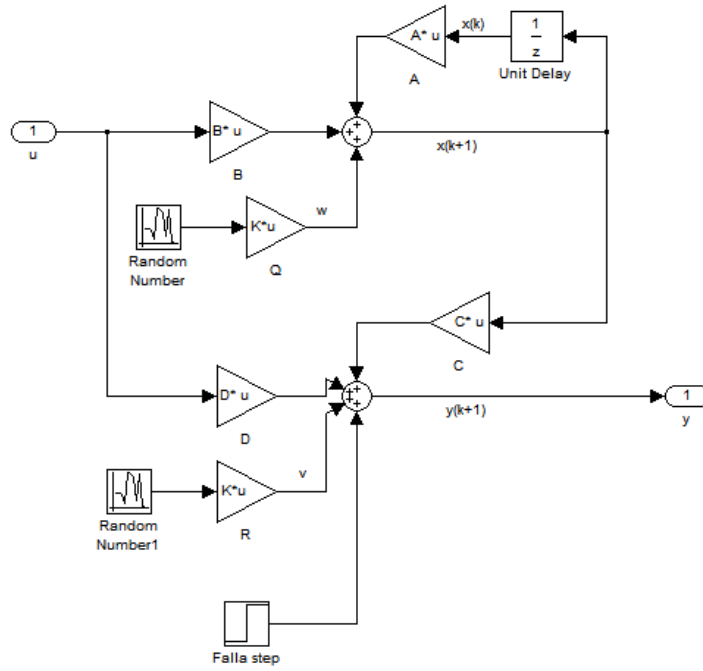 A* u
x(k)
1
z
Unit Delay
A
1
u
B* u
B
x(k+1)
w
K*u
Random
Number
Q
C* u
C
D* u
D
y(k+1)
1
y
v
K*u
Random
Number1
R
Falla step